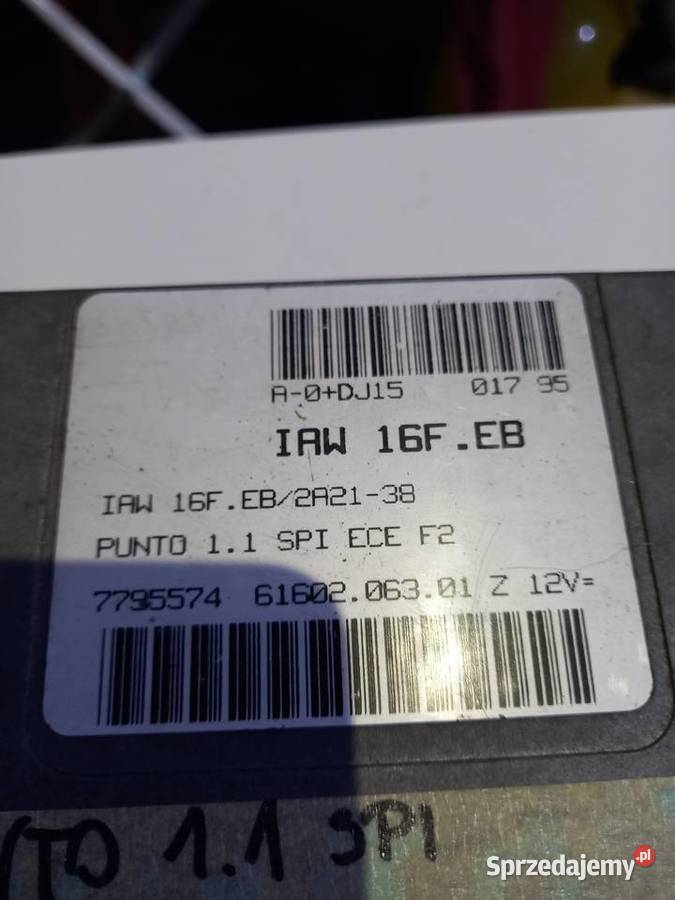 A-0+DJ15 017 95
IAW 16F.EB
IAW 16F.EB/2A21-38
PUNTO 1.1 SPI ECE F2
7795574 61602.063.01 Z 12V=
TO 1.1 SPI
Sprzedajemy.pl